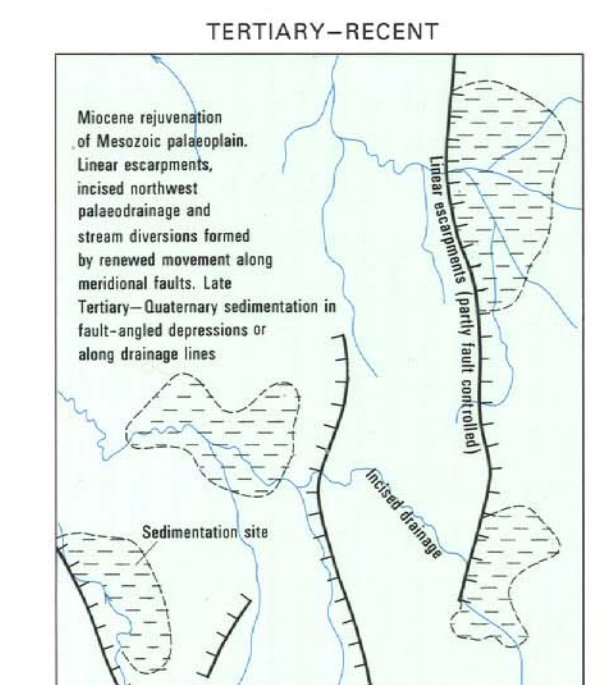 TERTIARY—RECENT
Miocene rejuvenation
of Mesozoic palaeoplain.
Linear escarpments,
incised northwest
palaeodrainage and
stream diversions formed
by renewed movement along
meridional faults. Late
Tertiary—Quaternary sedimentation in
fault-angled depressions or
along drainage lines
Linear escarpments (partly fault controlled)
Incised drainage
Sedimentation site